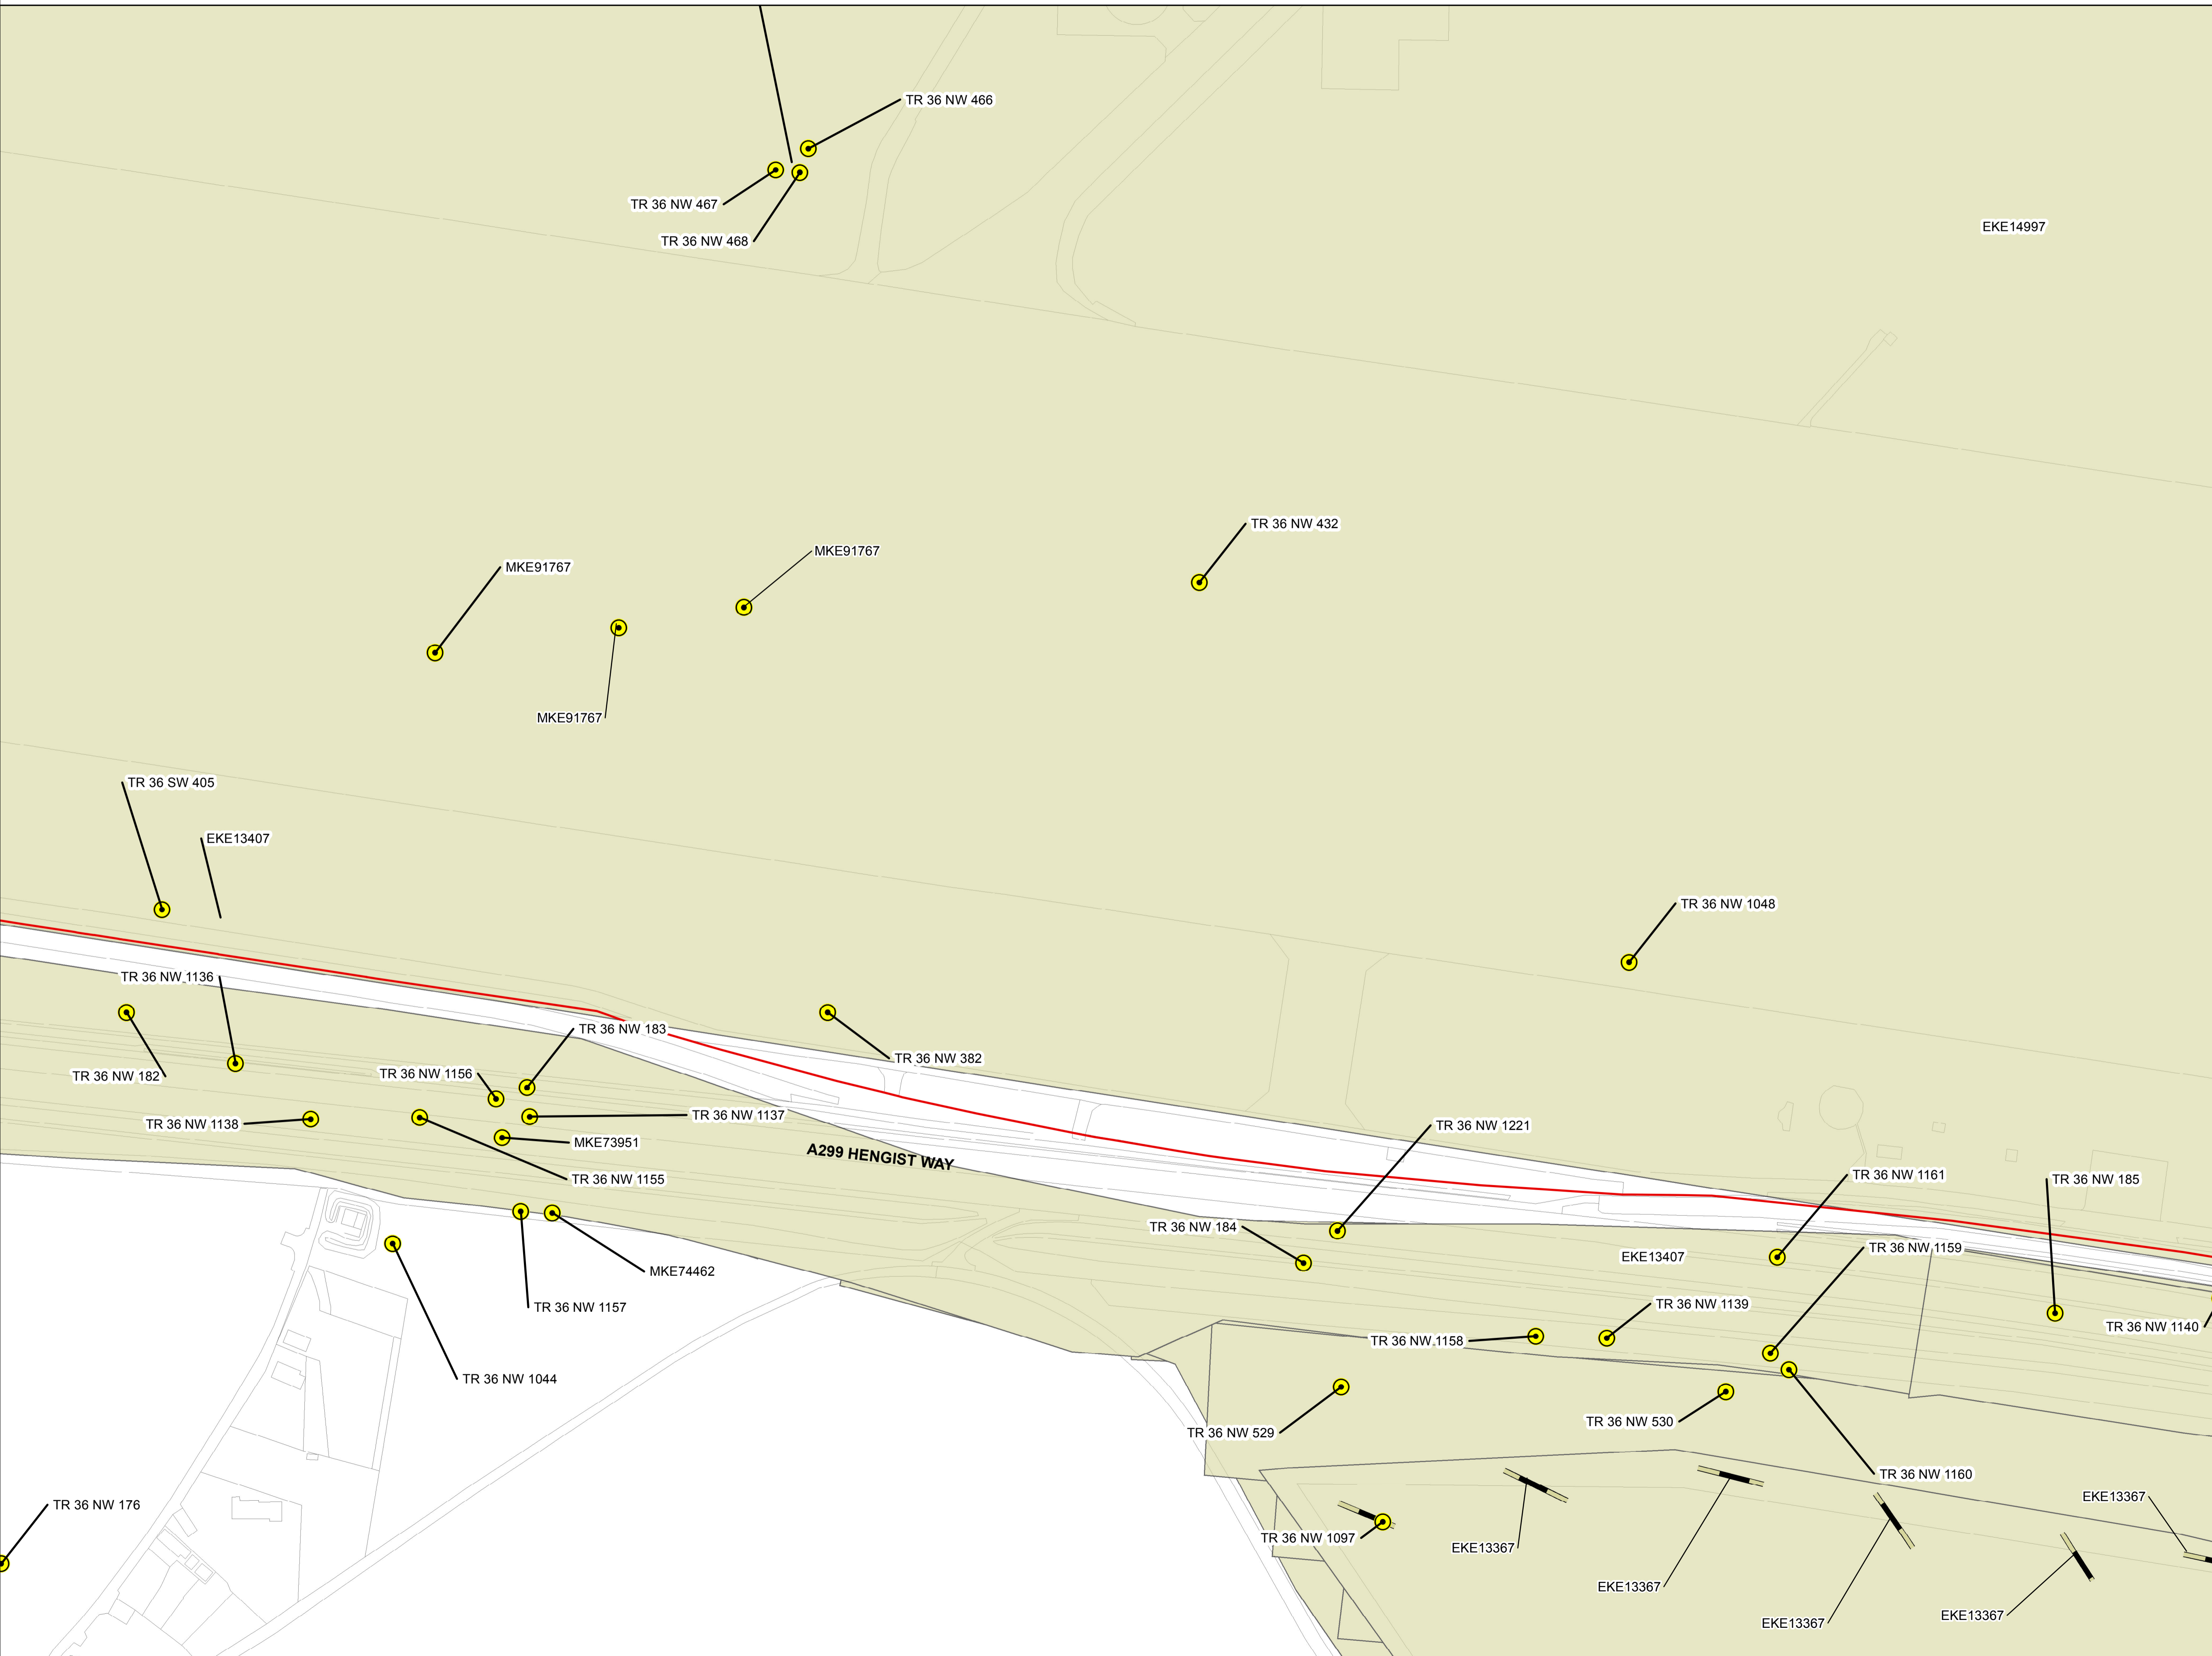 TR 36 NW 466
TR 36 NW 467
EKE14997
TR 36 NW 468
TR 36 NW 432
MKE91767
MKE91767
MKE91767
TR 36 SW 405
EKE13407
TR 36 NW 1048
TR 36 NW 1136
TR 36 NW 183
TR 36 NW 382
TR 36 NW 1156
TR 36 NW 182
TR 36 NW 1137
TR 36 NW 1138
TR 36 NW 1221
MKE73951
A299 HENGIST WAY
TR 36 NW 1161
TR 36 NW 1155
TR 36 NW 185
TR 36 NW 184
TR 36 NW 1159
EKE13407
MKE74462
TR 36 NW 1139
TR 36 NW 1157
TR 36 NW 1140
TR 36 NW 1158
TR 36 NW 1044
TR 36 NW 530
TR 36 NW 529
TR 36 NW 1160
EKE13367
TR 36 NW 176
TR 36 NW 1097
EKE13367
EKE13367
EKE13367
EKE13367